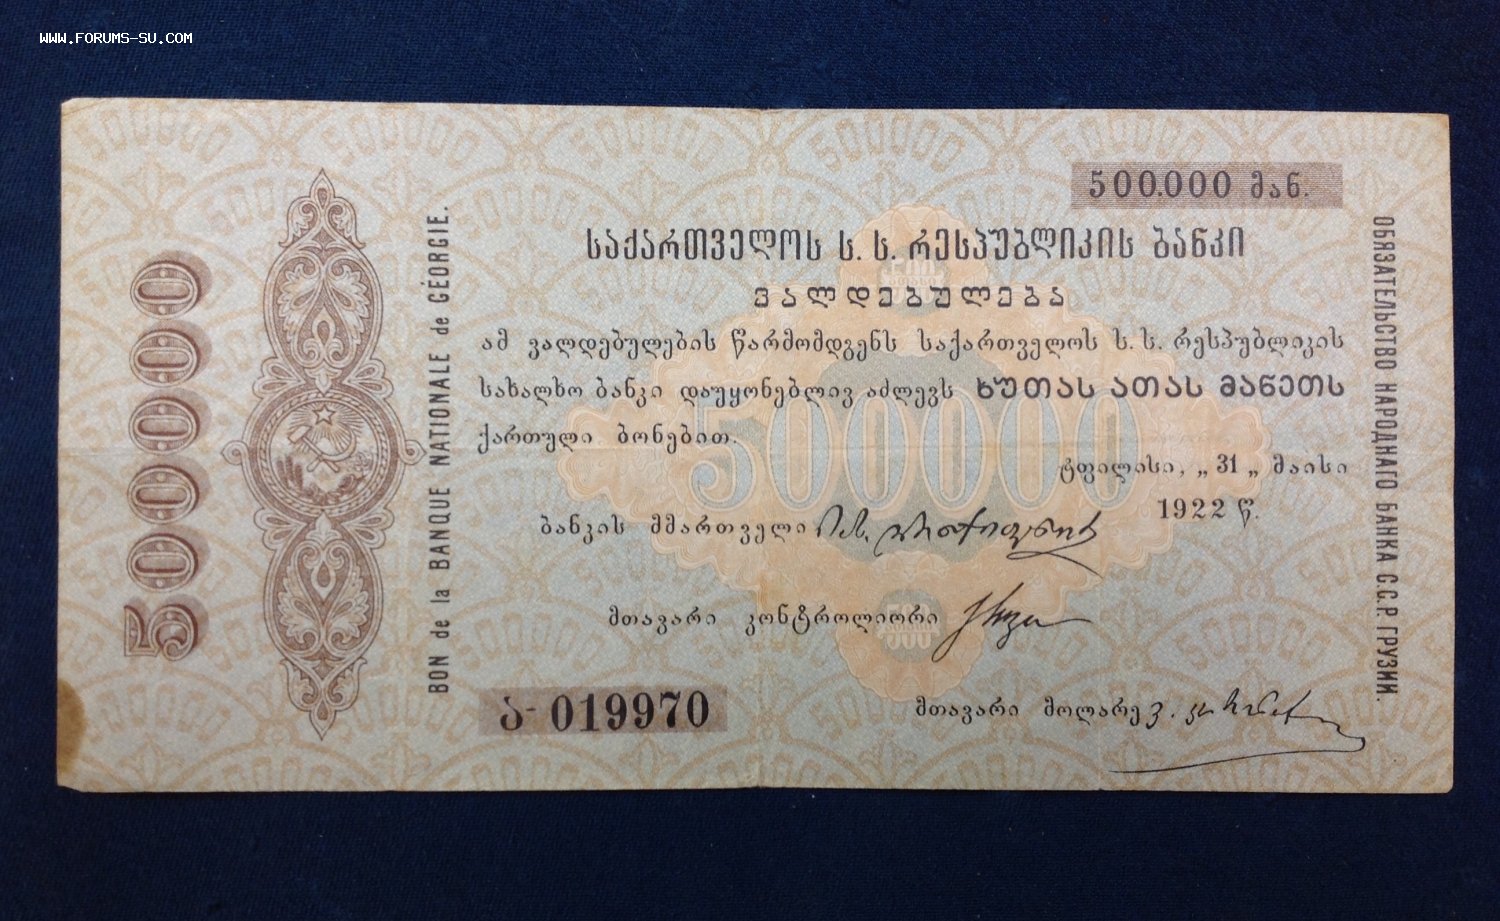 WWW.FORUMS-SU.COM
500.000 მან.
საქართველოს ს. ს. რესპუბლიკის ბანკი
ვალდებულება
ამ ვალდებულების წარმომდგენს საქართველოს ს. ს. რესპუბლიკის
სახალხო ბანკი დაუყონებლივ აძლევს ხუთას ათას მანეთს
ქართული ბონებით.
500000
ტფილისი, „31„ მაისი
1922 წ.
ბანკის მმართველი
მთავარი კონტროლიორი
მთავარი მოლარე
ა-019970
500000
BON de la BANQUE NATIONALE de GÉORGIE.
ОБЯЗАТЕЛЬСТВО НАРОДНАГО БАНКА С.С.Р. ГРУЗИИ.